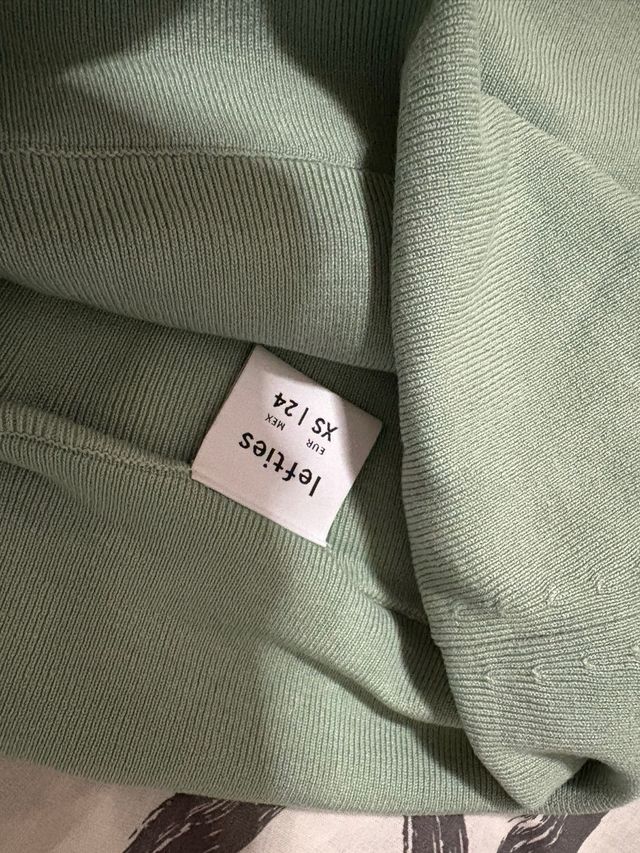 lefties
EUR MEX
XS | 24